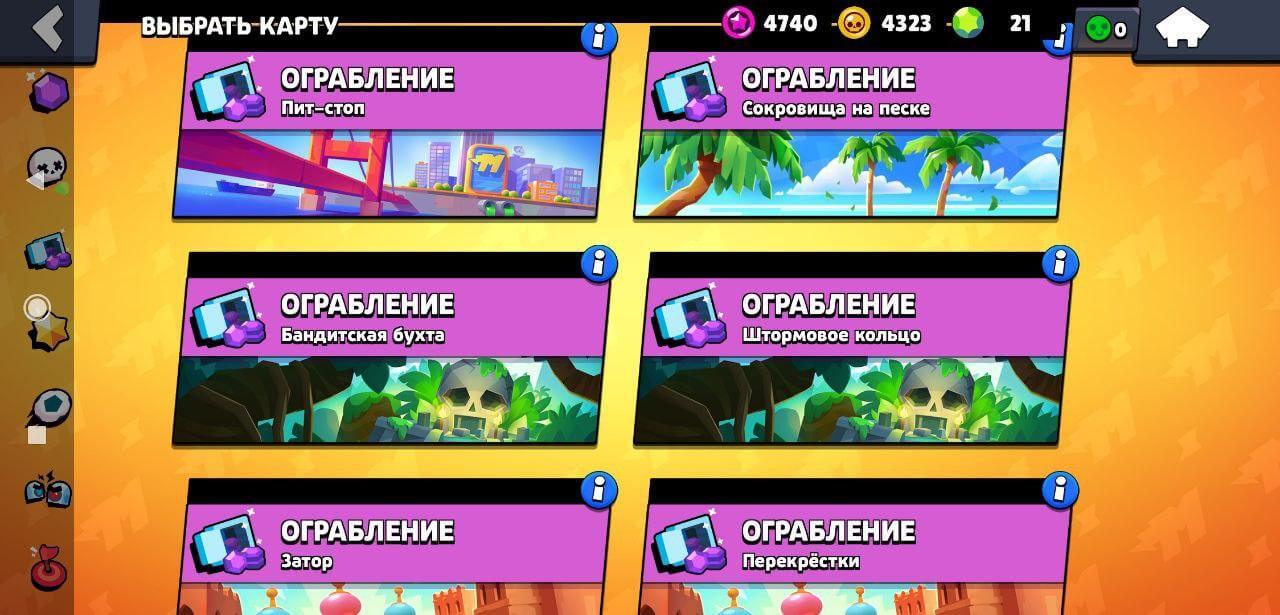 ВЫБРАТЬ КАРТУ
4740
4323
21
0
ОГРАБЛЕНИЕ
Пит-стоп
ОГРАБЛЕНИЕ
Сокровища на песке
ОГРАБЛЕНИЕ
Бандитская бухта
ОГРАБЛЕНИЕ
Штормовое кольцо
ОГРАБЛЕНИЕ
Затор
ОГРАБЛЕНИЕ
Перекрёстки